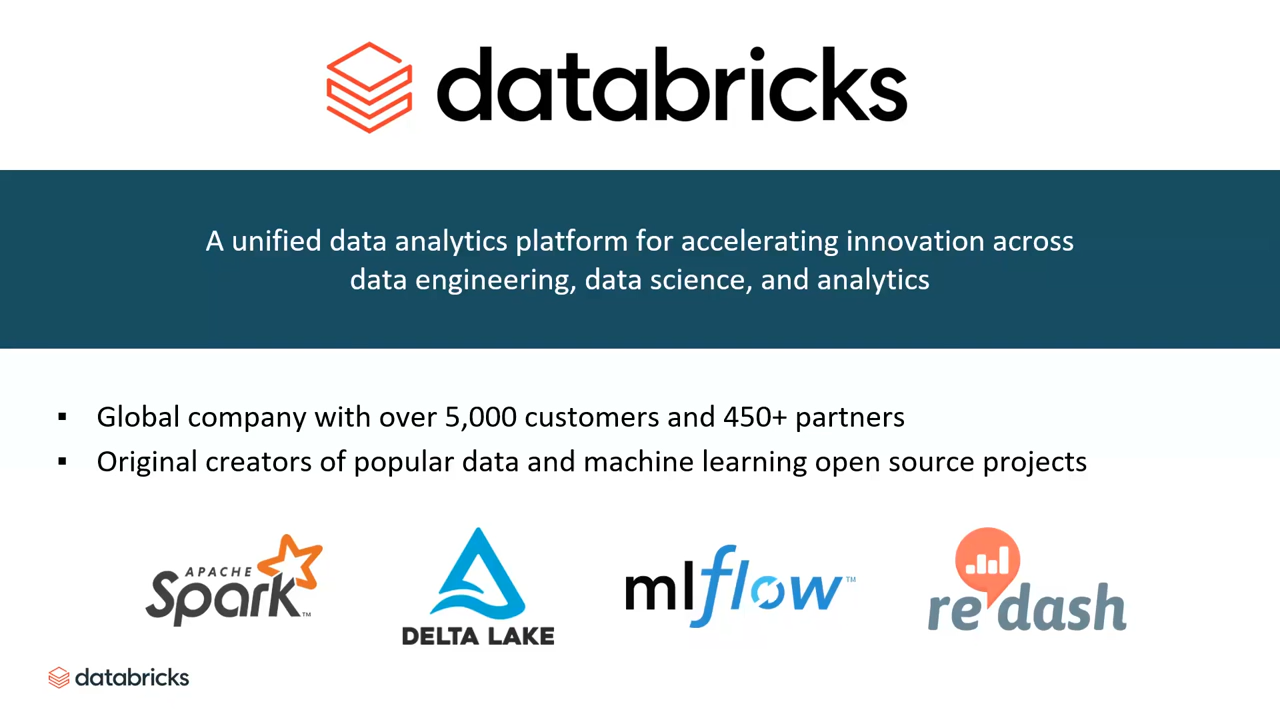 databricks
A unified data analytics platform for accelerating innovation across
data engineering, data science, and analytics
▪ Global company with over 5,000 customers and 450+ partners
▪ Original creators of popular data and machine learning open source projects
APACHE
Spark™
DELTA LAKE
mlflow™
redash
databricks